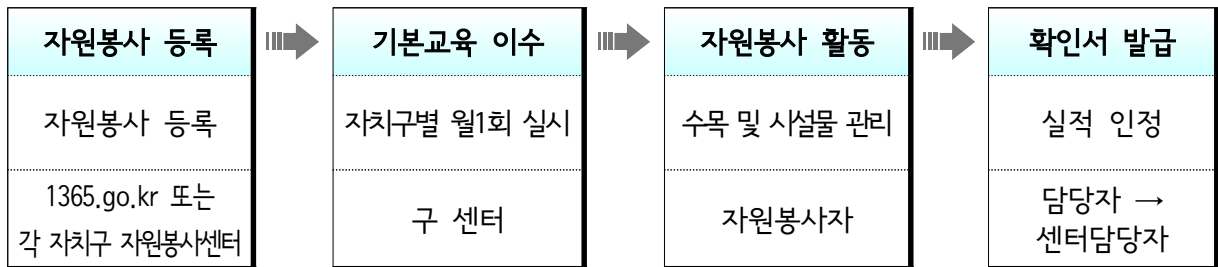 자원봉사 등록
자원봉사 등록
1365.go.kr 또는
각 자치구 자원봉사센터
기본교육 이수
자치구별 월1회 실시
구 센터
자원봉사 활동
수목 및 시설물 관리
자원봉사자
확인서 발급
실적 인정
담당자 →
센터담당자